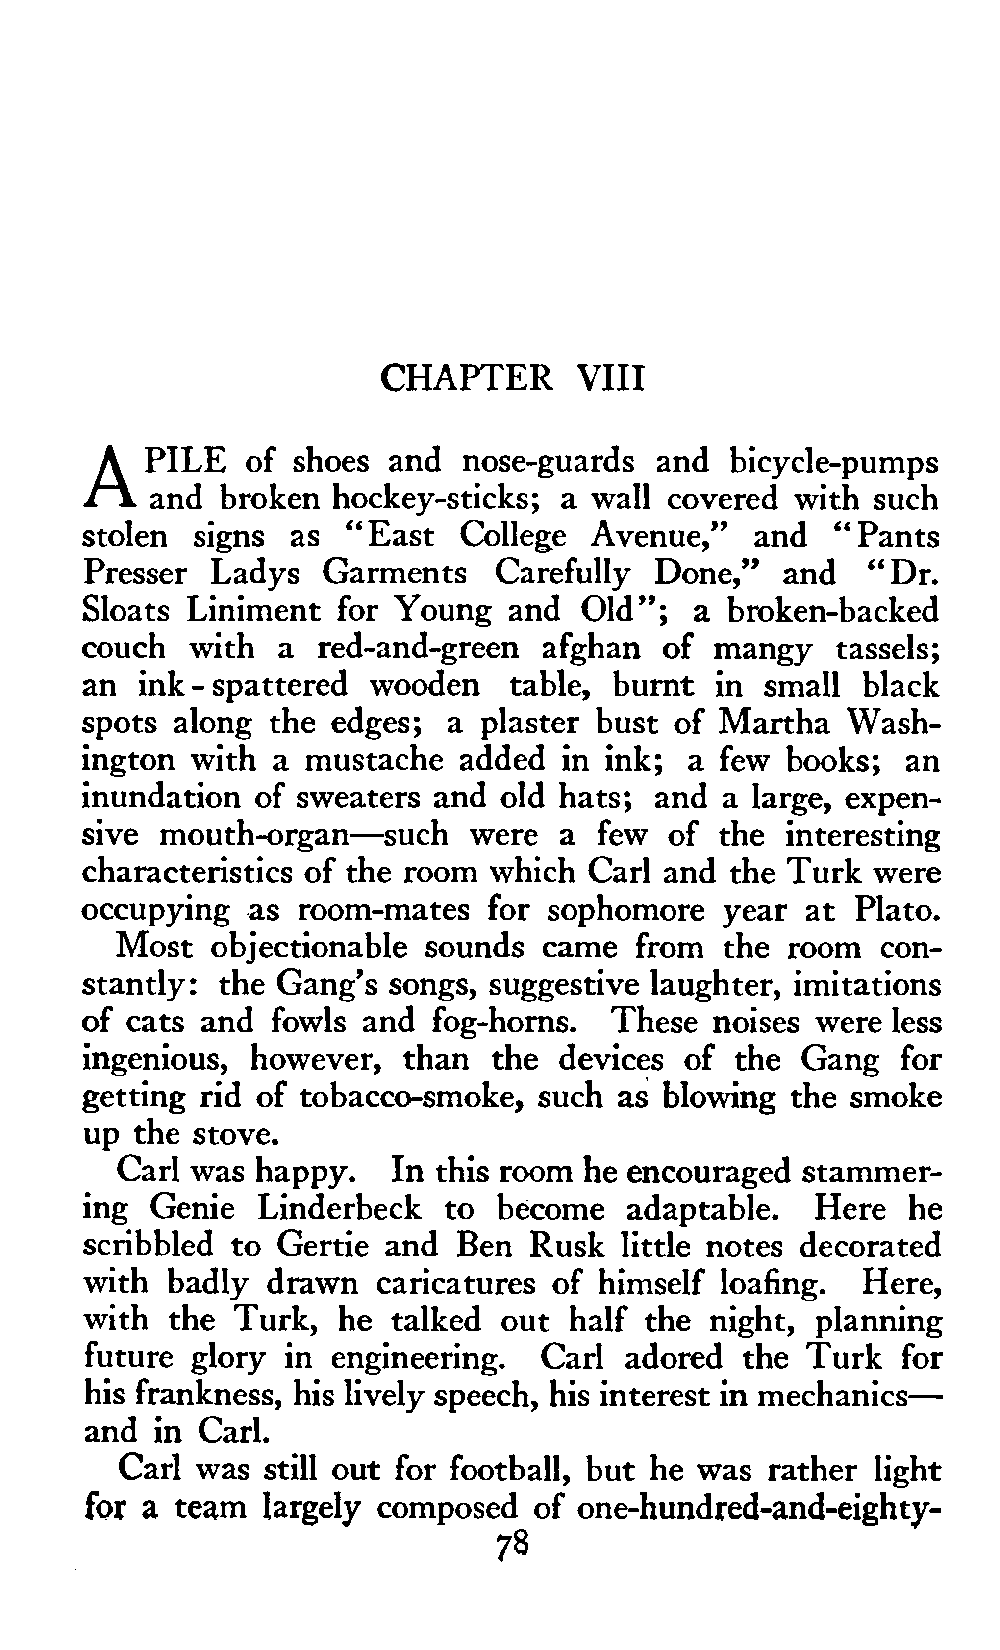 CHAPTER VIII
A PILE of shoes and nose-guards and bicycle-pumps
and broken hockey-sticks; a wall covered with such
stolen signs as "East College Avenue," and "Pants
Presser Ladys Garments Carefully Done," and "Dr.
Sloats Liniment for Young and Old"; a broken-backed
couch with a red-and-green afghan of mangy tassels;
an ink-spattered wooden table, burnt in small black
spots along the edges; a plaster bust of Martha Wash-
ington with a mustache added in ink; a few books; an
inundation of sweaters and old hats; and a large, expen-
sive mouth-organ—such were a few of the interesting
characteristics of the room which Carl and the Turk were
occupying as room-mates for sophomore year at Plato.
Most objectionable sounds came from the room con-
stantly: the Gang's songs, suggestive laughter, imitations
of cats and fowls and fog-horns. These noises were less
ingenious, however, than the devices of the Gang for
getting rid of tobacco-smoke, such as blowing the smoke
up the stove.
Carl was happy. In this room he encouraged stammer-
ing Genie Linderbeck to become adaptable. Here he
scribbled to Gertie and Ben Rusk little notes decorated
with badly drawn caricatures of himself loafing. Here,
with the Turk, he talked out half the night, planning
future glory in engineering. Carl adored the Turk for
his frankness, his lively speech, his interest in mechanics—
and in Carl.
Carl was still out for football, but he was rather light
for a team largely composed of one-hundred-and-eighty-
78